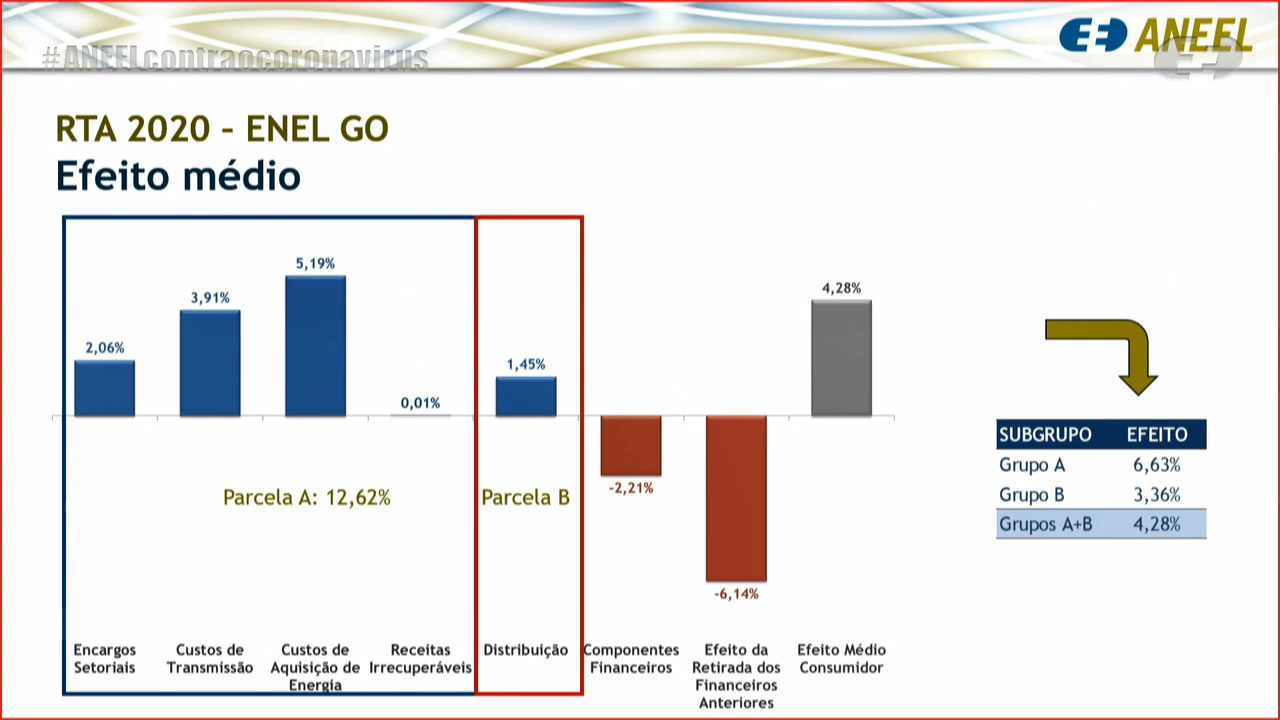 #ANEELcontraocoronavirus
ANEEL
RTA 2020 - ENEL GO
Efeito médio
2,06%
3,91%
5,19%
0,01%
1,45%
-2,21%
-6,14%
4,28%
Parcela A: 12,62%
Parcela B
Encargos
Setoriais
Custos de
Transmissão
Custos de
Aquisição de
Energia
Receitas
Irrecuperáveis
Distribuição
Componentes
Financeiros
Efeito da
Retirada dos
Financeiros
Anteriores
Efeito Médio
Consumidor
SUBGRUPO EFEITO
Grupo A 6,63%
Grupo B 3,36%
Grupos A+B 4,28%